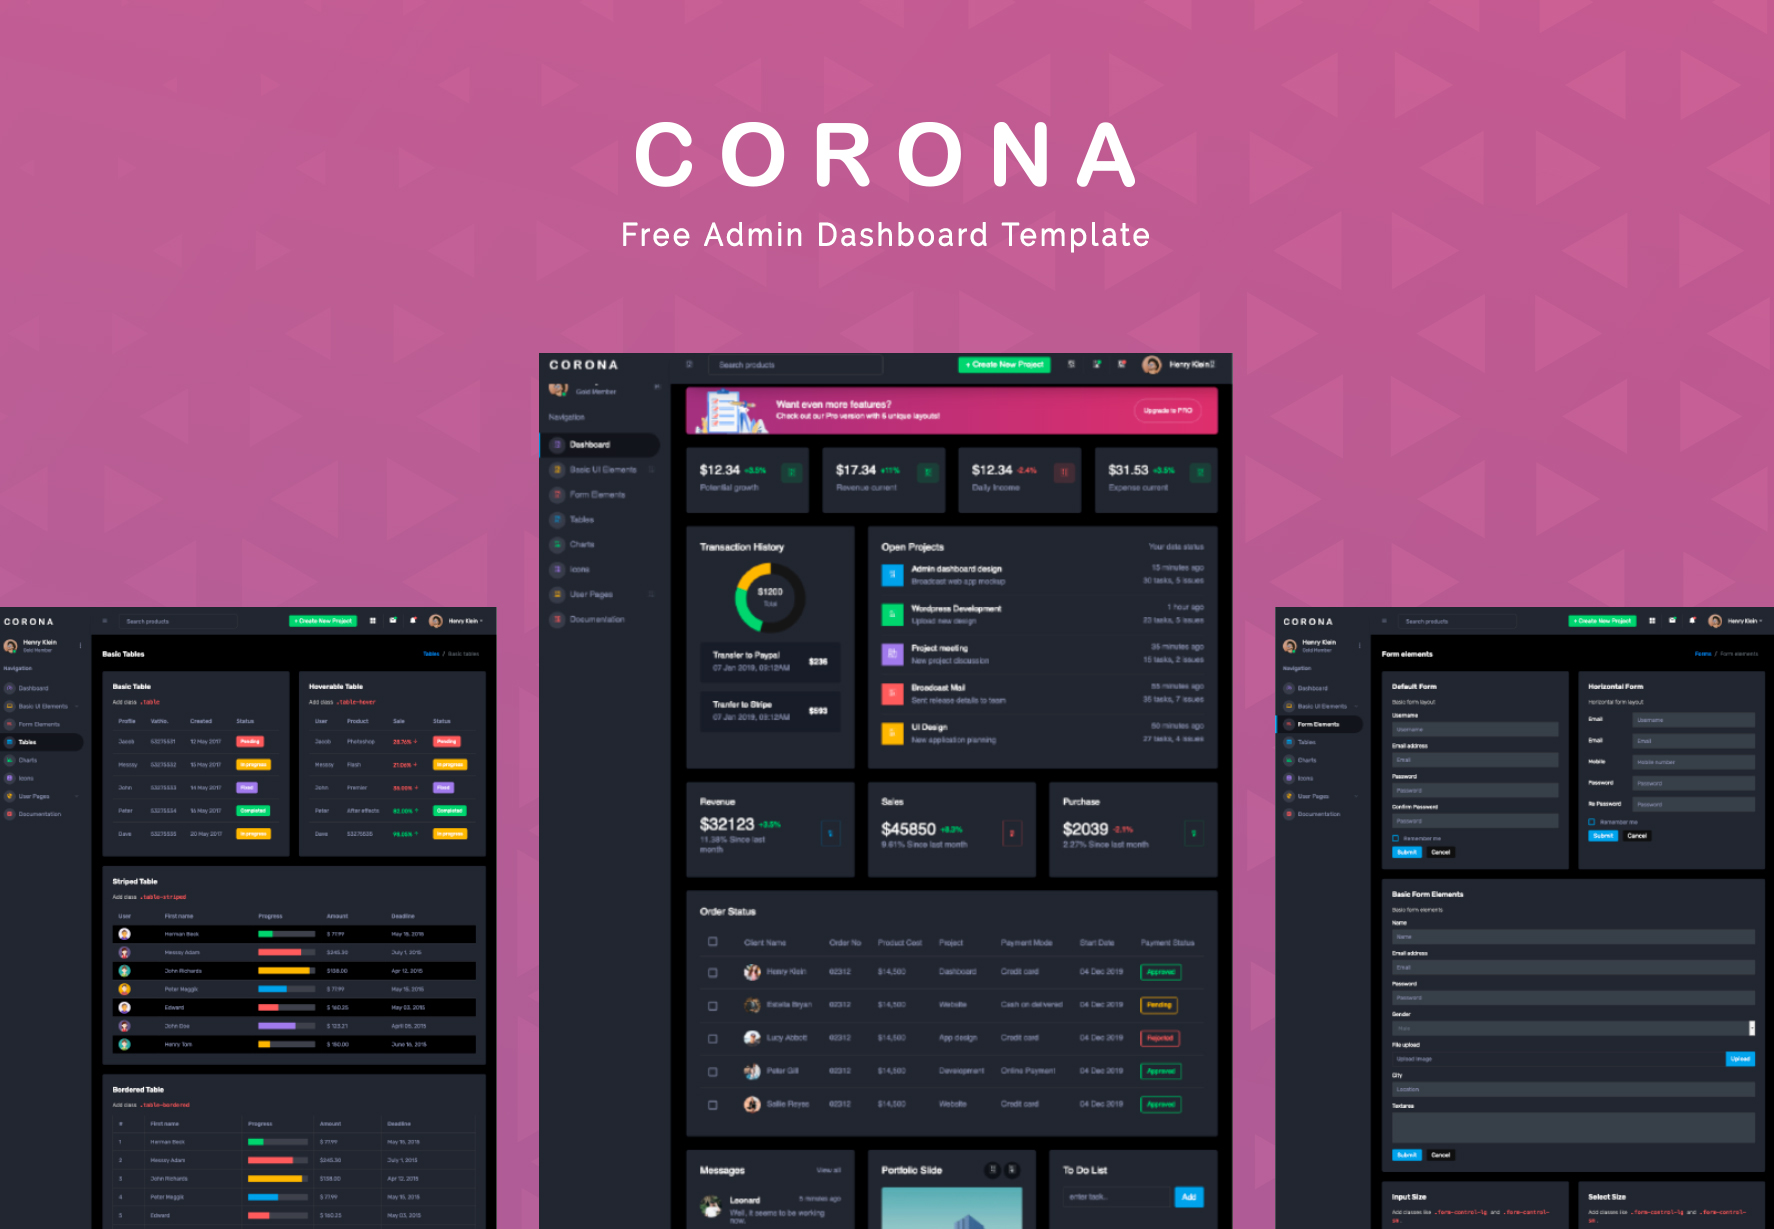 CORONA
Free Admin Dashboard Template
CORONA
Search products
+ Create New Project
Henry Klein
Gold Member
Navigation
Dashboard
Basic UI Elements
Form Elements
Tables
Charts
Icons
User Pages
Documentation
Want even more features?
Check out our Pro version with 5 unique layouts!
Upgrade to PRO
$12.34 +3.5%
Potential growth
$17.34 +11%
Revenue current
$12.34 -2.4%
Daily Income
$31.53 +3.5%
Expense current
Transaction History
$1200
Total
Transfer to Paypal
07 Jan 2019, 09:12AM
$236
Tranfer to Stripe
07 Jan 2019, 09:12AM
$593
Open Projects
Your data status
Admin dashboard design
Broadcast web app mockup
15 minutes ago
30 tasks, 5 issues
Wordpress Development
Upload new design
1 hour ago
23 tasks, 5 issues
Project meeting
New project discussion
35 minutes ago
15 tasks, 2 issues
Broadcast Mail
Sent release details to team
55 minutes ago
35 tasks, 7 issues
UI Design
New application planning
50 minutes ago
27 tasks, 4 issues
Revenue
$32123 +3.5%
11.38% Since last
month
Sales
$45850 +8.3%
9.61% Since last month
Purchase
$2039 -2.1%
2.27% Since last month
Order Status
Client Name Order No Product Cost Project Payment Mode Start Date Payment Status
Henry Klein 02312 $14,500 Dashboard Credit card 04 Dec 2019 Approved
Estella Bryan 02312 $14,500 Website Cash on delivered 04 Dec 2019 Pending
Lucy Abbott 02312 $14,500 App design Credit card 04 Dec 2019 Rejected
Peter Gill 02312 $14,500 Development Online Payment 04 Dec 2019 Approved
Sallie Reyes 02312 $14,500 Website Credit card 04 Dec 2019 Approved
Messages
View all
Leonard
5 minutes ago
Well, it seems to be working
now.
Portfolio Slide
To Do List
enter task..
Add
CORONA
Search products
+ Create New Project
Henry Klein
Henry Klein
Gold Member
Navigation
Dashboard
Basic UI Elements
Form Elements
Tables
Charts
Icons
User Pages
Documentation
Basic Tables
Tables / Basic tables
Basic Table
Add class .table
Profile VatNo. Created Status
Jacob 53275531 12 May 2017 Pending
Messsy 53275532 15 May 2017 In progress
John 53275533 14 May 2017 Fixed
Peter 53275534 16 May 2017 Completed
Dave 53275535 20 May 2017 In progress
Hoverable Table
Add class .table-hover
User Product Sale Status
Jacob Photoshop 28.76% Pending
Messsy Flash 21.06% In progress
John Premier 35.00% Fixed
Peter After effects 82.00% Completed
Dave 53275535 98.05% In progress
Striped Table
Add class .table-striped
User First name Progress Amount Deadline
Herman Beck $ 77.99 May 15, 2015
Messsy Adam $245.30 July 1, 2015
John Richards $138.00 Apr 12, 2015
Peter Meggik $ 77.99 May 15, 2015
Edward $ 160.25 May 03, 2015
John Doe $ 123.21 April 05, 2015
Henry Tom $ 150.00 June 16, 2015
Bordered Table
Add class .table-bordered
# First name Progress Amount Deadline
1 Herman Beck $ 77.99 May 15, 2015
2 Messsy Adam $245.30 July 1, 2015
3 John Richards $138.00 Apr 12, 2015
4 Peter Meggik $ 77.99 May 15, 2015
5 Edward $ 160.25 May 03, 2015
CORONA
Search products
+ Create New Project
Henry Klein
Henry Klein
Gold Member
Navigation
Dashboard
Basic UI Elements
Form Elements
Tables
Charts
Icons
User Pages
Documentation
Form elements
Forms / Form elements
Default Form
Basic form layout
Username
Username
Email address
Email
Password
Password
Confirm Password
Password
Remember me
Submit Cancel
Horizontal Form
Horizontal form layout
Email Username
Email Email
Mobile Mobile number
Password Password
Re Password Password
Remember me
Submit Cancel
Basic Form Elements
Basic form elements
Name
Name
Email address
Email
Password
Password
Gender
Male
File upload
Upload Image
Upload
City
Location
Textarea
Submit Cancel
Input Size
Add classes like .form-control-lg and .form-control-
sm.
Select Size
Add classes like .form-control-lg and .form-control-
sm.